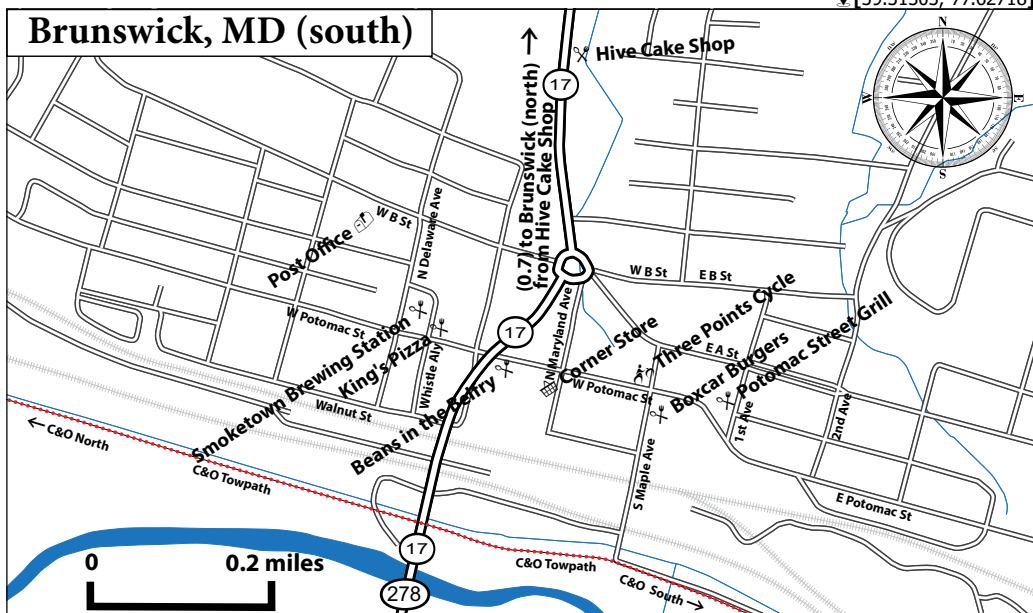 [39.31503, 77.62718]
Brunswick, MD (south)
N
E
S
W
Hive Cake Shop
17
(0.7) to Brunswick (north)
from Hive Cake Shop
N Delaware Ave
W B St
Post Office
W B St
E B St
W Potomac St
17
N Maryland Ave
Three Points Cycle
Smoketown Brewing Station
King's Pizza
Whistle Aly
Corner Store
E A St
Boxcar Burgers
Potomac Street Grill
W Potomac St
Beans in the Belfry
Walnut St
1st Ave
2nd Ave
C&O North
C&O Towpath
S Maple Ave
E Potomac St
17
C&O Towpath
C&O South
278
0
0.2 miles